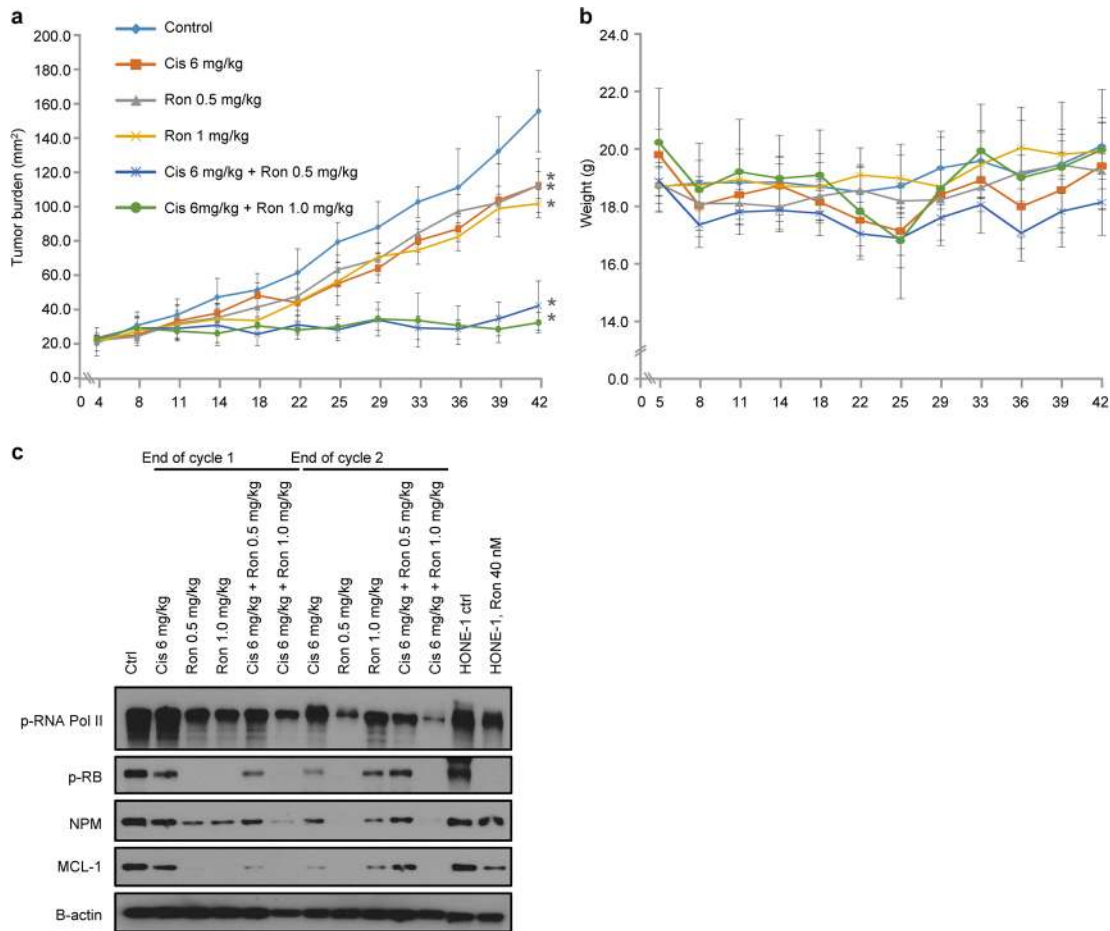 a
200.0
180.0
160.0
140.0
120.0
100.0
80.0
60.0
40.0
20.0
0.0
Tumor burden (mm²)
Control
Cis 6 mg/kg
Ron 0.5 mg/kg
Ron 1 mg/kg
Cis 6 mg/kg + Ron 0.5 mg/kg
Cis 6mg/kg + Ron 1.0 mg/kg
*
*
*
*
*
0 4 8 11 14 18 22 25 29 33 36 39 42
b
24.0
22.0
20.0
18.0
16.0
14.0
0.0
Weight (g)
0 5 8 11 14 18 22 25 29 33 36 39 42
c
End of cycle 1
End of cycle 2
Ctrl
Cis 6 mg/kg
Ron 0.5 mg/kg
Ron 1.0 mg/kg
Cis 6 mg/kg + Ron 0.5 mg/kg
Cis 6 mg/kg + Ron 1.0 mg/kg
Cis 6 mg/kg
Ron 0.5 mg/kg
Ron 1.0 mg/kg
Cis 6 mg/kg + Ron 0.5 mg/kg
Cis 6 mg/kg + Ron 1.0 mg/kg
HONE-1 ctrl
HONE-1, Ron 40 nM
p-RNA Pol II
p-RB
NPM
MCL-1
B-actin